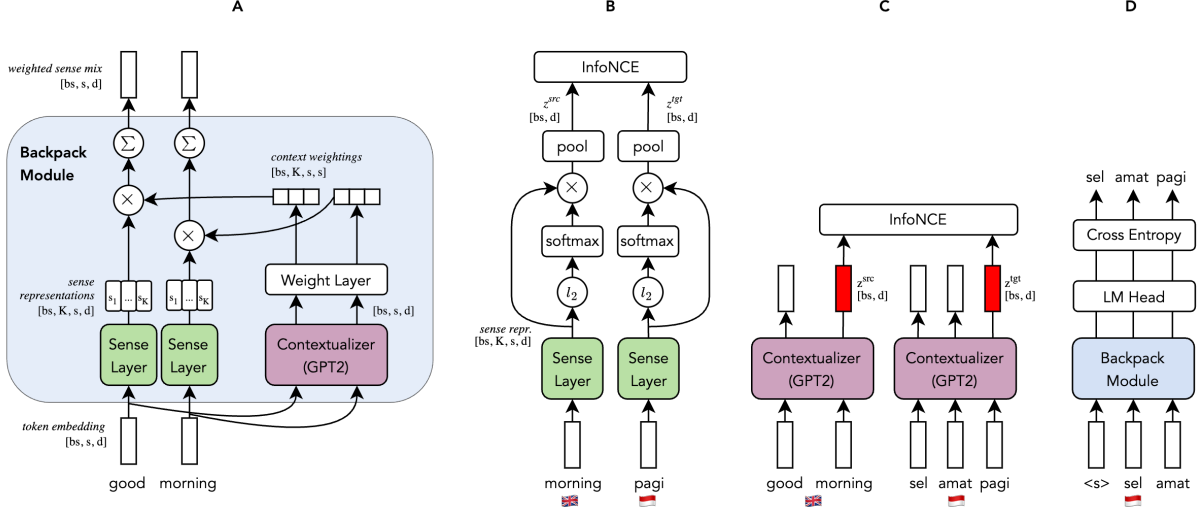 A
weighted sense mix
[bs, s, d]
Σ
Σ
Backpack
Module
context weightings
[bs, K, s, s]
×
×
sense
representations
[bs, K, s, d]
s1 ... sK
s1 ... sK
Weight Layer
[bs, s, d]
Sense
Layer
Sense
Layer
Contextualizer
(GPT2)
token embedding
[bs, s, d]
good
morning
B
InfoNCE
z^src
[bs, d]
z^tgt
[bs, d]
pool
pool
×
×
softmax
softmax
l2
l2
sense repr.
[bs, K, s, d]
Sense
Layer
Sense
Layer
morning
pagi
C
InfoNCE
z^src
[bs, d]
z^tgt
[bs, d]
Contextualizer
(GPT2)
Contextualizer
(GPT2)
good morning
sel amat pagi
D
sel amat pagi
Cross Entropy
LM Head
Backpack
Module
<s> sel amat